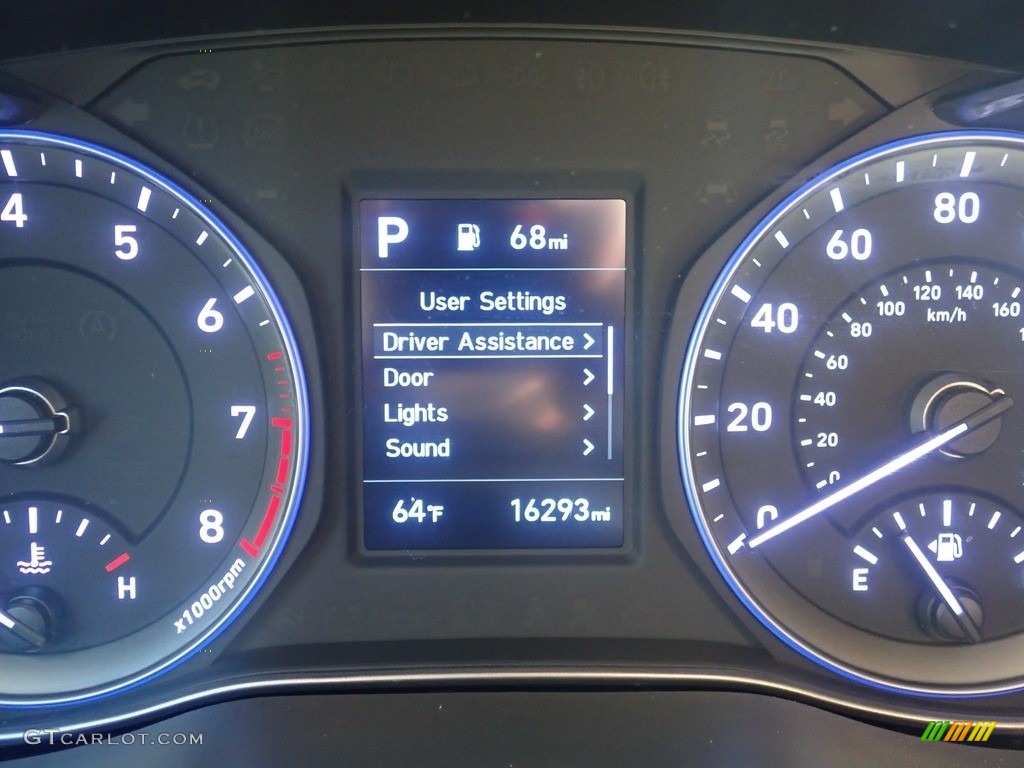 P 68mi
User Settings
Driver Assistance >
Door >
Lights >
Sound >
64°F 16293mi
4
5
6
7
8
x1000rpm
H
0
20
40
60
80
0
20
40
60
80
100
120
140
160
km/h
E
GTCARLOT.COM